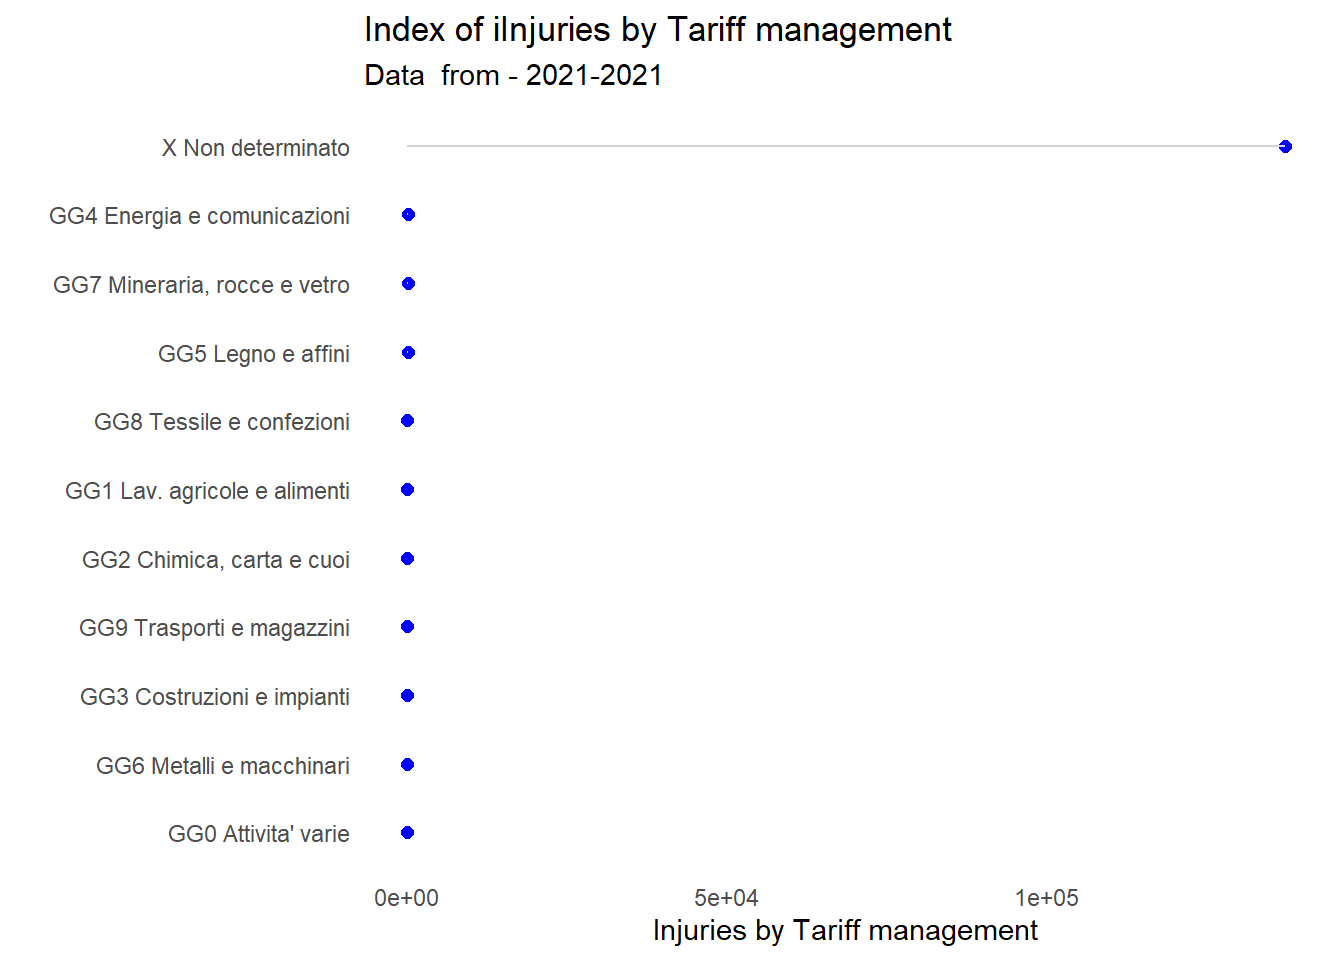 Index of iInjuries by Tariff management
Data  from - 2021-2021
X Non determinato
GG4 Energia e comunicazioni
GG7 Mineraria, rocce e vetro
GG5 Legno e affini
GG8 Tessile e confezioni
GG1 Lav. agricole e alimenti
GG2 Chimica, carta e cuoi
GG9 Trasporti e magazzini
GG3 Costruzioni e impianti
GG6 Metalli e macchinari
GG0 Attivita' varie
0e+00 5e+04 1e+05
Injuries by Tariff management